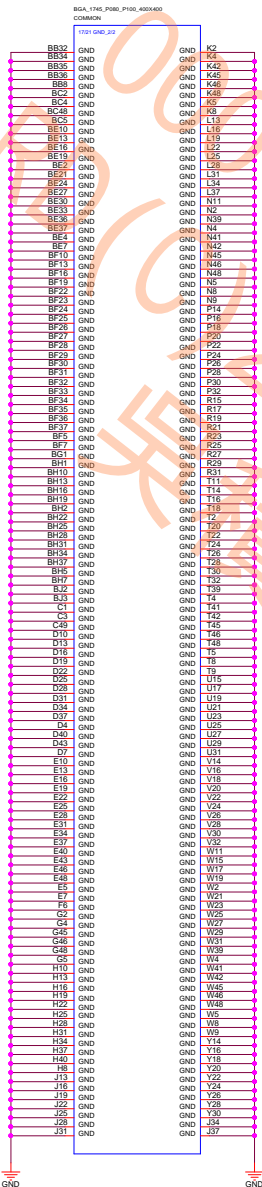 BGA_1745_P080_P100_400X400
COMMON
17/21 GND_2/2
BB32 GND GND K2
BB34 GND GND K4
BB35 GND GND K42
BB36 GND GND K45
BB8 GND GND K46
BC2 GND GND K48
BC4 GND GND K5
BC48 GND GND K8
BC5 GND GND L13
BE10 GND GND L16
BE13 GND GND L19
BE16 GND GND L22
BE19 GND GND L25
BE2 GND GND L28
BE21 GND GND L31
BE24 GND GND L34
BE27 GND GND L37
BE30 GND GND N11
BE33 GND GND N2
BE36 GND GND N39
BE37 GND GND N4
BE4 GND GND N41
BE7 GND GND N42
BF10 GND GND N45
BF13 GND GND N46
BF16 GND GND N48
BF19 GND GND N5
BF22 GND GND N8
BF23 GND GND N9
BF24 GND GND P14
BF25 GND GND P16
BF26 GND GND P18
BF27 GND GND P20
BF28 GND GND P22
BF29 GND GND P24
BF30 GND GND P26
BF31 GND GND P28
BF32 GND GND P30
BF33 GND GND P32
BF34 GND GND R15
BF35 GND GND R17
BF36 GND GND R19
BF37 GND GND R21
BF5 GND GND R23
BF7 GND GND R25
BG1 GND GND R27
BH1 GND GND R29
BH10 GND GND R31
BH13 GND GND T11
BH16 GND GND T14
BH19 GND GND T16
BH2 GND GND T18
BH22 GND GND T2
BH25 GND GND T20
BH28 GND GND T22
BH31 GND GND T24
BH34 GND GND T26
BH37 GND GND T28
BH5 GND GND T30
BH7 GND GND T32
BJ2 GND GND T39
BJ3 GND GND T4
C1 GND GND T41
C3 GND GND T42
C49 GND GND T45
D10 GND GND T46
D13 GND GND T48
D16 GND GND T5
D19 GND GND T8
D22 GND GND T9
D25 GND GND U15
D28 GND GND U17
D31 GND GND U19
D34 GND GND U21
D37 GND GND U23
D4 GND GND U25
D40 GND GND U27
D43 GND GND U29
D7 GND GND U31
E10 GND GND V14
E13 GND GND V16
E16 GND GND V18
E19 GND GND V20
E22 GND GND V22
E25 GND GND V24
E28 GND GND V26
E31 GND GND V28
E34 GND GND V30
E37 GND GND V32
E40 GND GND W11
E43 GND GND W15
E46 GND GND W17
E48 GND GND W19
E5 GND GND W2
E7 GND GND W21
F6 GND GND W23
G2 GND GND W25
G4 GND GND W27
G45 GND GND W29
G46 GND GND W31
G48 GND GND W39
G5 GND GND W4
H10 GND GND W41
H13 GND GND W42
H16 GND GND W45
H19 GND GND W46
H22 GND GND W48
H25 GND GND W5
H28 GND GND W8
H31 GND GND W9
H34 GND GND Y14
H37 GND GND Y16
H40 GND GND Y18
H8 GND GND Y20
J13 GND GND Y22
J16 GND GND Y24
J19 GND GND Y26
J22 GND GND Y28
J25 GND GND Y30
J28 GND GND J34
J31 GND GND J37
GND GND